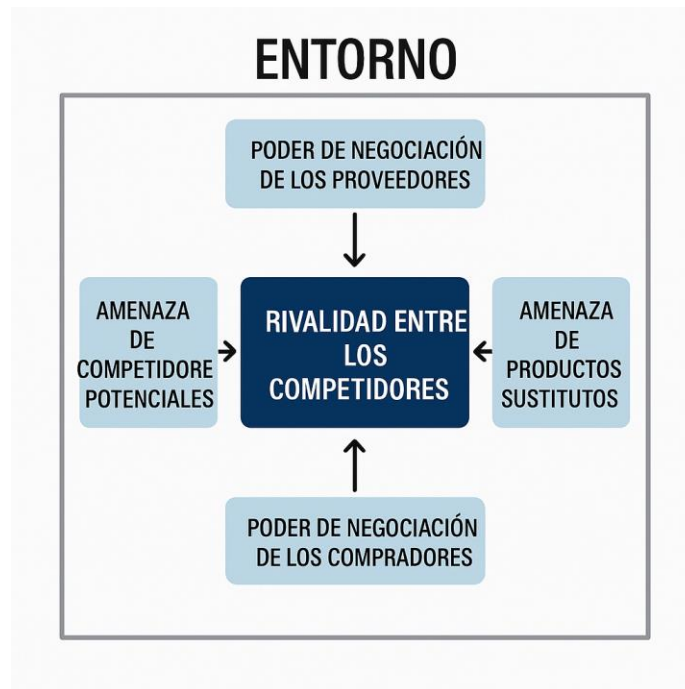 ENTORNO
PODER DE NEGOCIACIÓN
DE LOS PROVEEDORES
AMENAZA
DE
COMPETIDORE
POTENCIALES
RIVALIDAD ENTRE
LOS
COMPETIDORES
AMENAZA
DE
PRODUCTOS
SUSTITUTOS
PODER DE NEGOCIACIÓN
DE LOS COMPRADORES